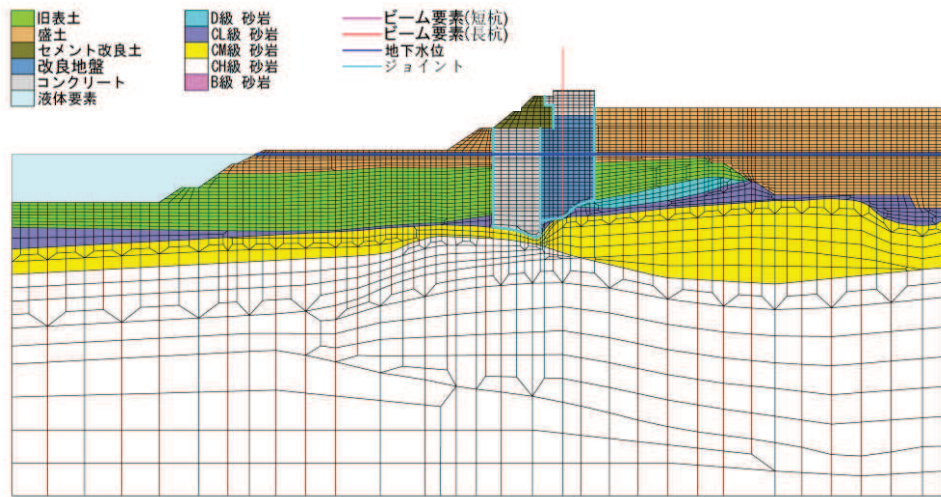 旧表土
盛土
セメント改良土
改良地盤
コンクリート
液体要素
D級 砂岩
CL級 砂岩
CM級 砂岩
CH級 砂岩
B級 砂岩
ビーム要素(短杭)
ビーム要素(長杭)
地下水位
ジョイント